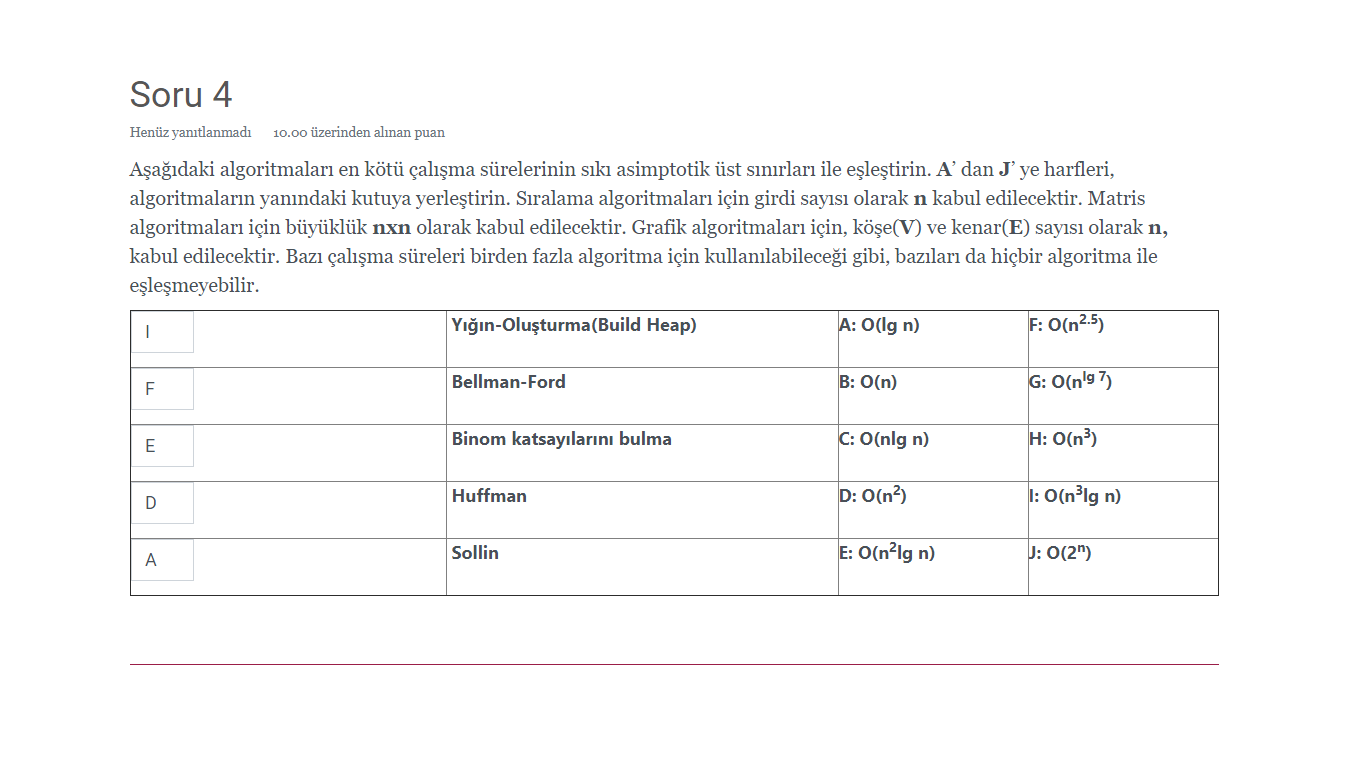 Soru 4
Henüz yanıtlanmadı 10.00 üzerinden alınan puan
Aşağıdaki algoritmaları en kötü çalışma sürelerinin sıkı asimptotik üst sınırları ile eşleştirin. A’ dan J’ ye harfleri,
algoritmaların yanındaki kutuya yerleştirin. Sıralama algoritmaları için girdi sayısı olarak n kabul edilecektir. Matris
algoritmaları için büyüklük nxn olarak kabul edilecektir. Grafik algoritmaları için, köşe(V) ve kenar(E) sayısı olarak n,
kabul edilecektir. Bazı çalışma süreleri birden fazla algoritma için kullanılabileceği gibi, bazıları da hiçbir algoritma ile
eşleşmeyebilir.
I Yığın-Oluşturma(Build Heap) A: O(lg n) F: O(n^2.5)
F Bellman-Ford B: O(n) G: O(n^lg 7)
E Binom katsayılarını bulma C: O(nlg n) H: O(n^3)
D Huffman D: O(n^2) I: O(n^3lg n)
A Sollin E: O(n^2lg n) J: O(2^n)